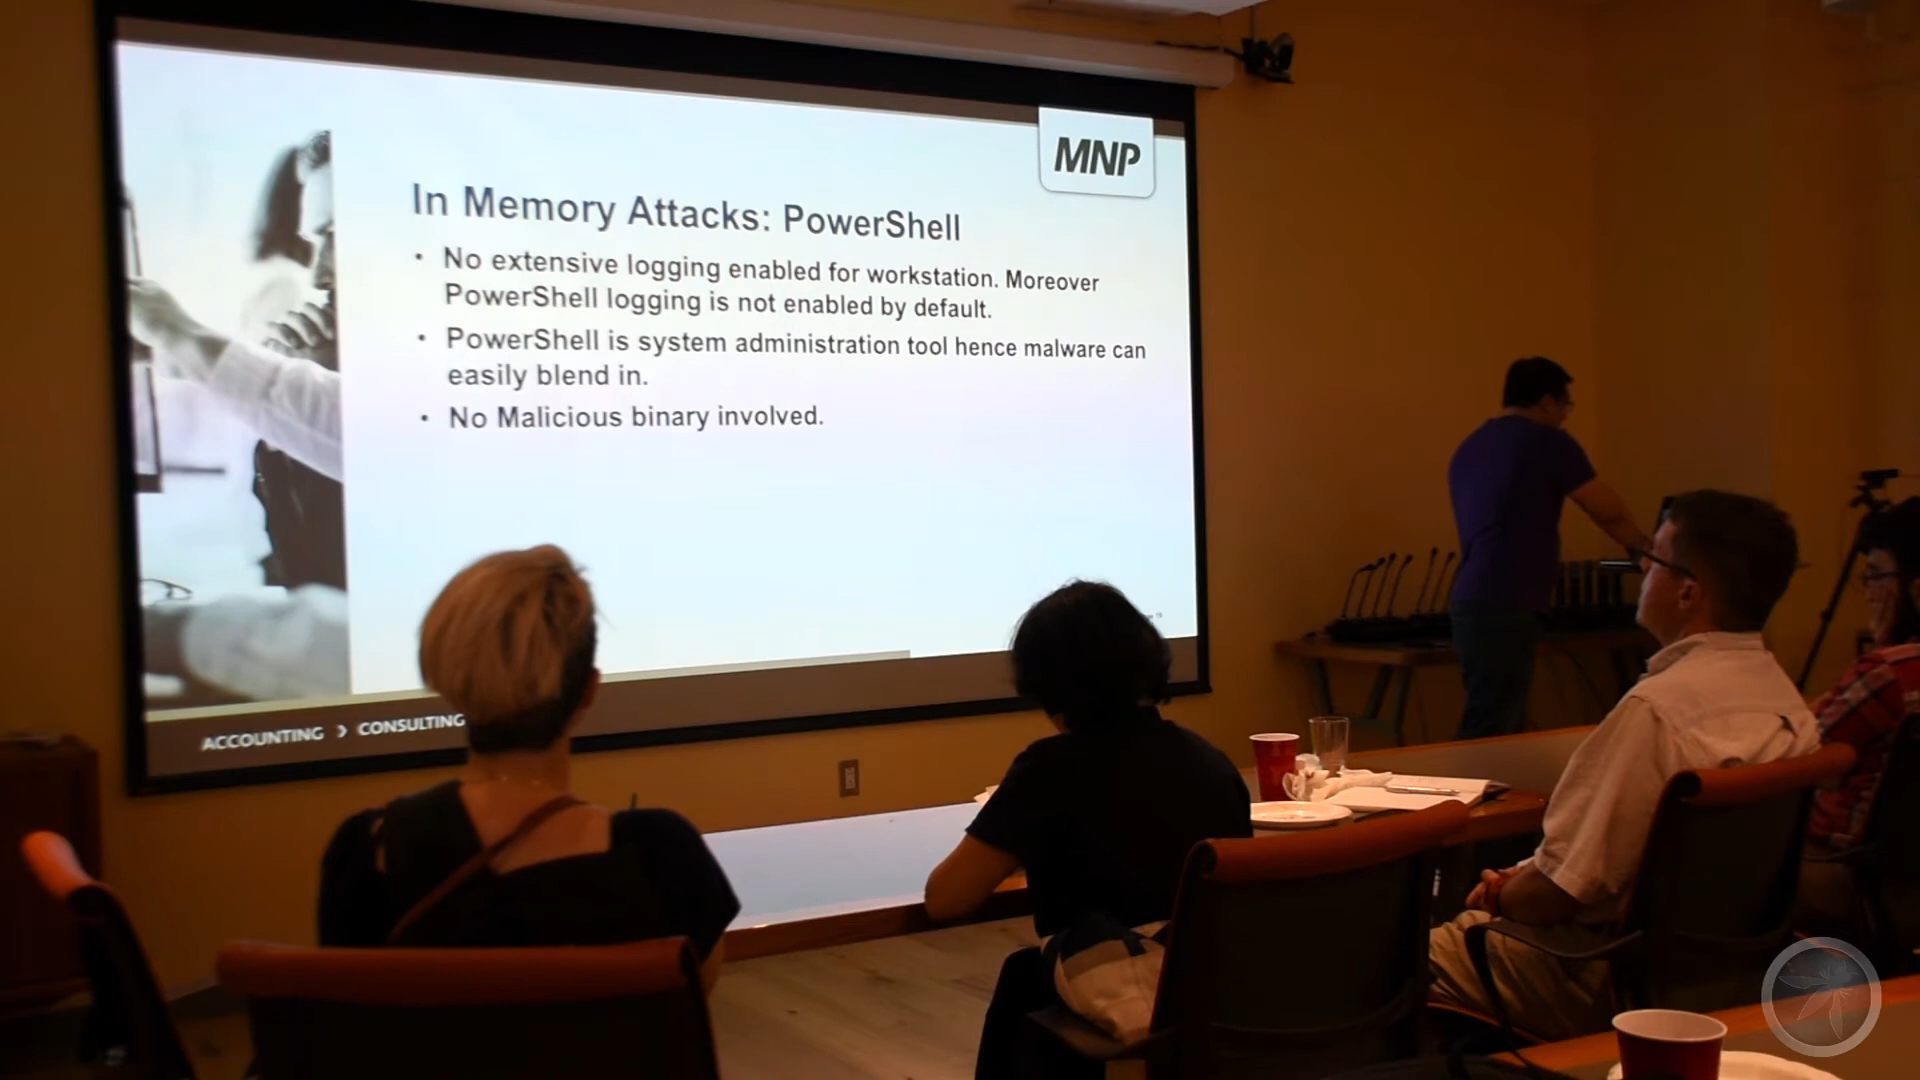 MNP
In Memory Attacks: PowerShell
• No extensive logging enabled for workstation. Moreover
PowerShell logging is not enabled by default.
• PowerShell is system administration tool hence malware can
easily blend in.
• No Malicious binary involved.
ACCOUNTING › CONSULTING